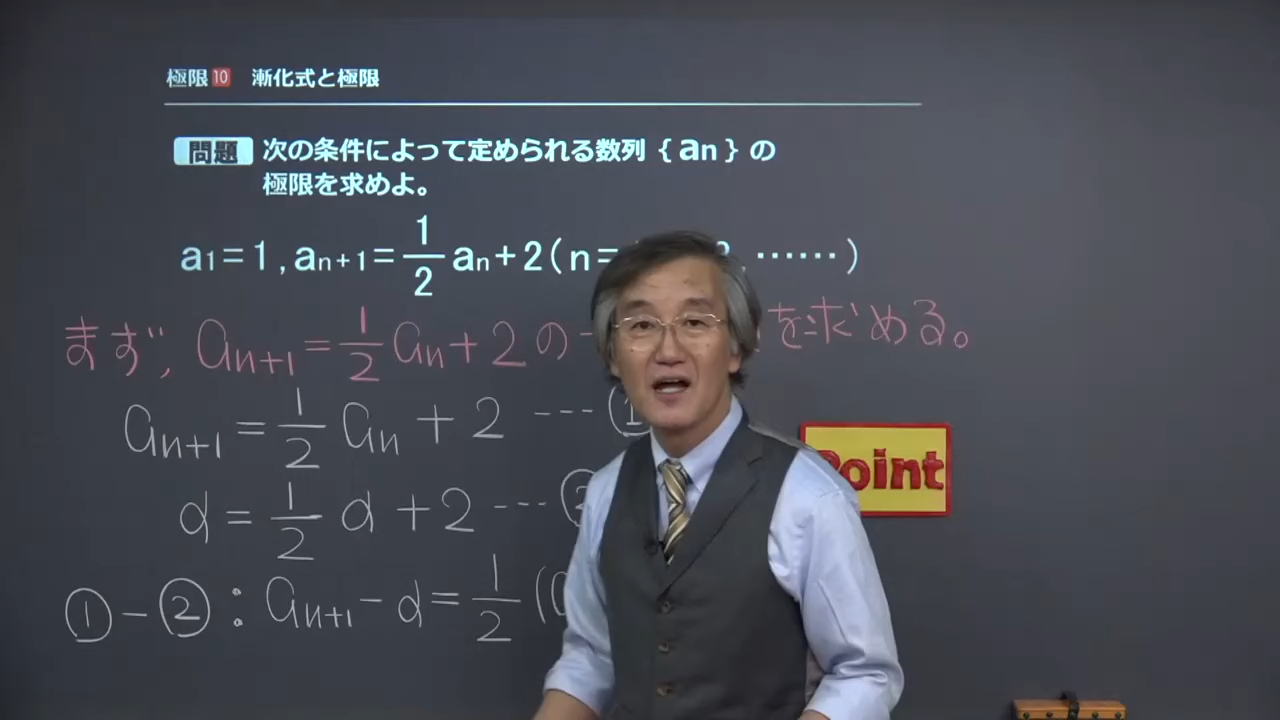 極限10 漸化式と極限
問題 次の条件によって定められる数列{an}の
極限を求めよ。
a1=1,an+1=1/2 an+2(n= ,……)
まず, an+1=1/2 an+2の を求める。
an+1=1/2 an+2 ---①
α=1/2 α+2 ---②
Point
①-②:an+1-α=1/2(